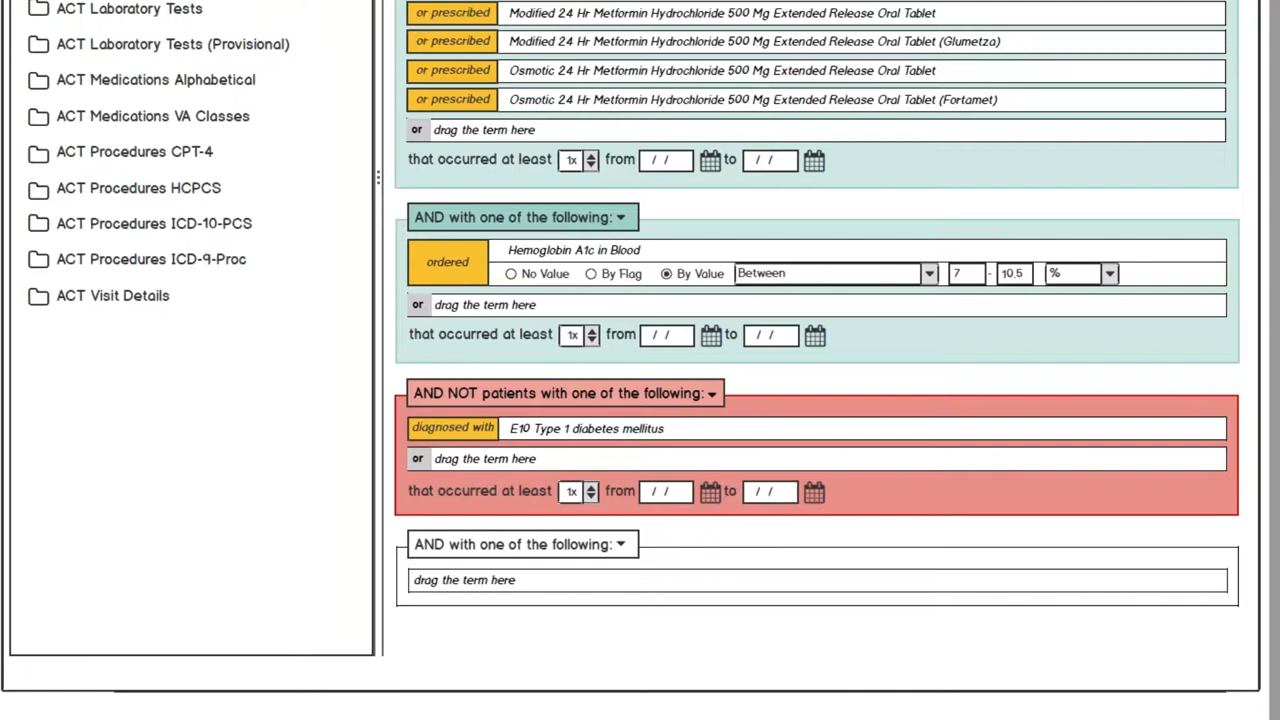 ACT Laboratory Tests
ACT Laboratory Tests (Provisional)
ACT Medications Alphabetical
ACT Medications VA Classes
ACT Procedures CPT-4
ACT Procedures HCPCS
ACT Procedures ICD-10-PCS
ACT Procedures ICD-9-Proc
ACT Visit Details
or prescribed Modified 24 Hr Metformin Hydrochloride 500 Mg Extended Release Oral Tablet
or prescribed Modified 24 Hr Metformin Hydrochloride 500 Mg Extended Release Oral Tablet (Glumetza)
or prescribed Osmotic 24 Hr Metformin Hydrochloride 500 Mg Extended Release Oral Tablet
or prescribed Osmotic 24 Hr Metformin Hydrochloride 500 Mg Extended Release Oral Tablet (Fortamet)
or drag the term here
that occurred at least 1x from / / to / /
AND with one of the following:
ordered Hemoglobin A1c in Blood
No Value By Flag By Value Between 7 - 10.5 %
or drag the term here
that occurred at least 1x from / / to / /
AND NOT patients with one of the following:
diagnosed with E10 Type 1 diabetes mellitus
or drag the term here
that occurred at least 1x from / / to / /
AND with one of the following:
drag the term here